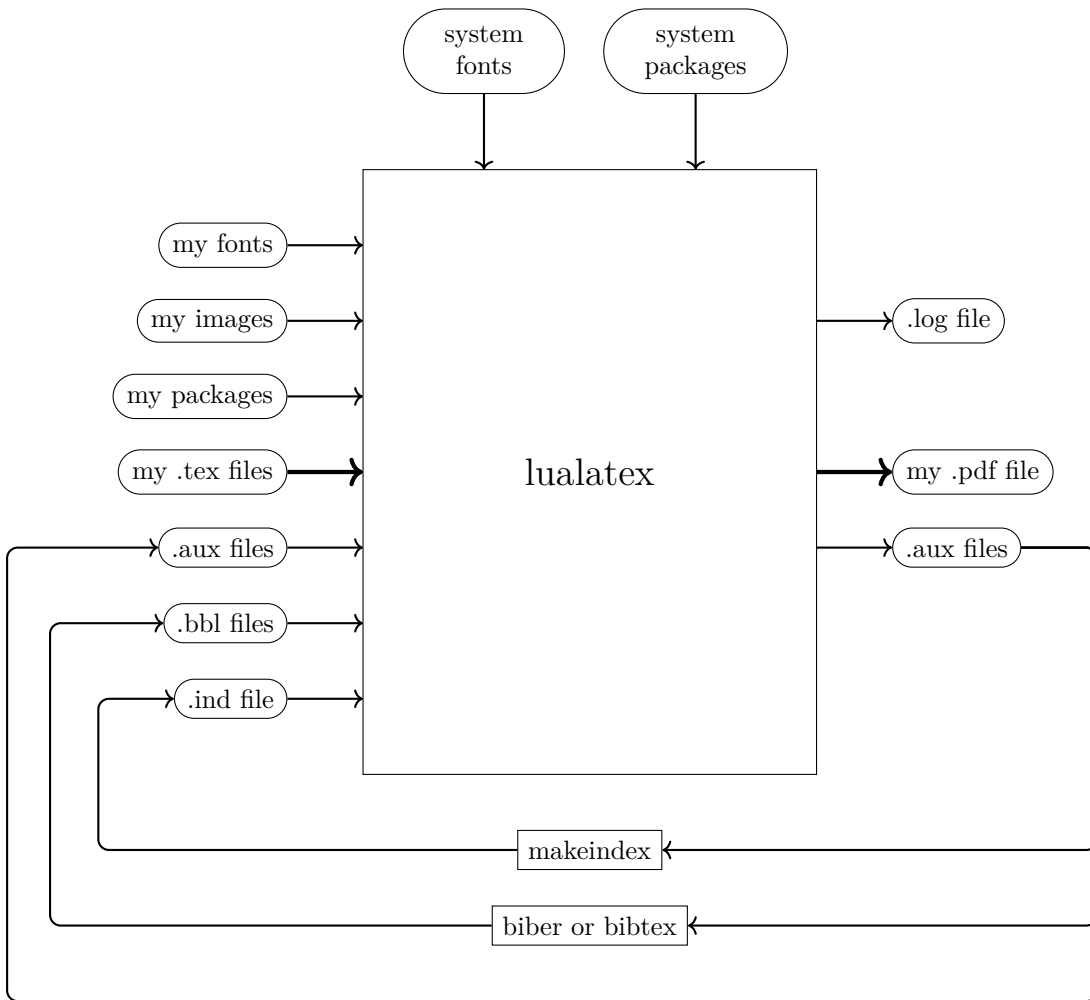 system
fonts
system
packages
my fonts
my images
.log file
my packages
my .tex files
lualatex
my .pdf file
.aux files
.aux files
.bbl files
.ind file
makeindex
biber or bibtex